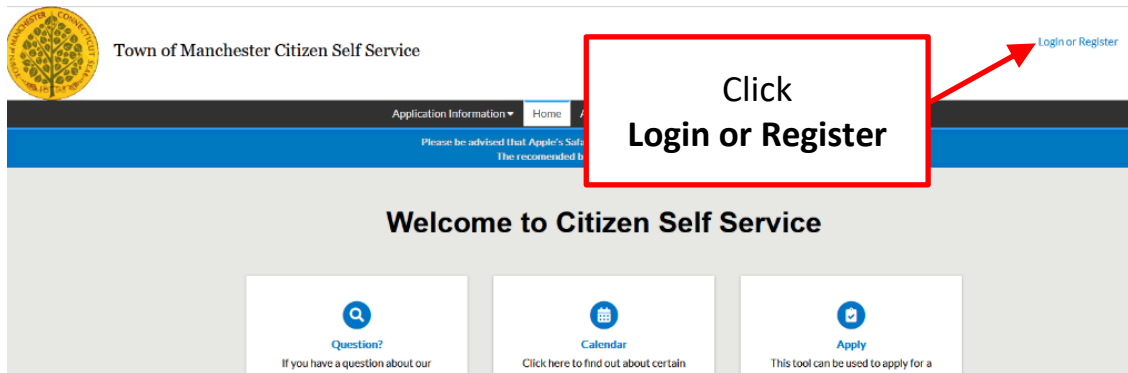 TOWN OF MANCHESTER CONNECTICUT SEAL
Town of Manchester Citizen Self Service
Login or Register
Click
Login or Register
Application Information
Home
Please be advised that Apple's
The recomended
Welcome to Citizen Self Service
Question?
If you have a question about our
Calendar
Click here to find out about certain
Apply
This tool can be used to apply for a